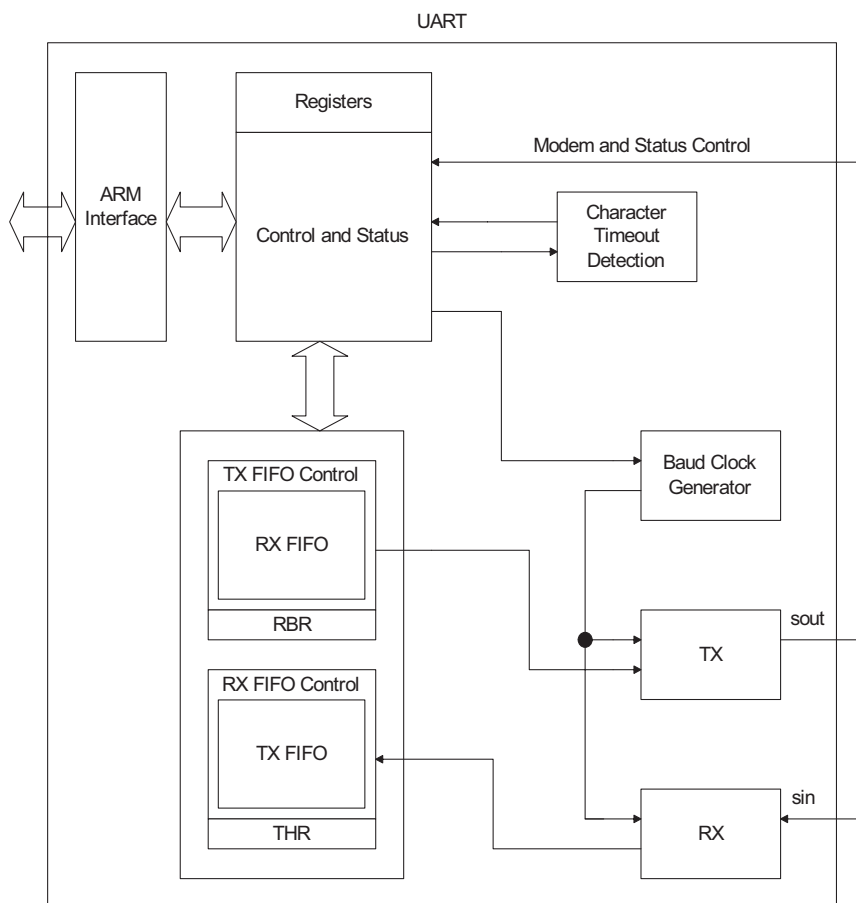 UART
Registers
Modem and Status Control
ARM
Interface
Control and Status
Character
Timeout
Detection
TX FIFO Control
RX FIFO
RBR
Baud Clock
Generator
sout
TX
RX FIFO Control
TX FIFO
THR
sin
RX